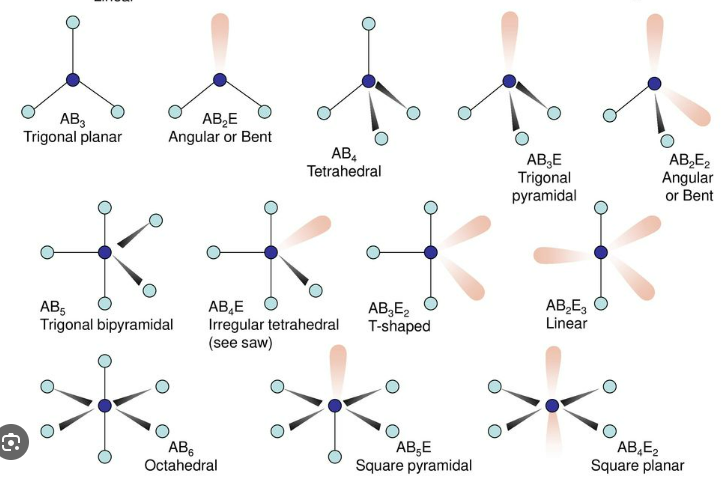 Linear
AB₃
Trigonal planar
AB₂E
Angular or Bent
AB₄
Tetrahedral
AB₃E
Trigonal
pyramidal
AB₂E₂
Angular
or Bent
AB₅
Trigonal bipyramidal
AB₄E
Irregular tetrahedral
(see saw)
AB₃E₂
T-shaped
AB₂E₃
Linear
AB₆
Octahedral
AB₅E
Square pyramidal
AB₄E₂
Square planar